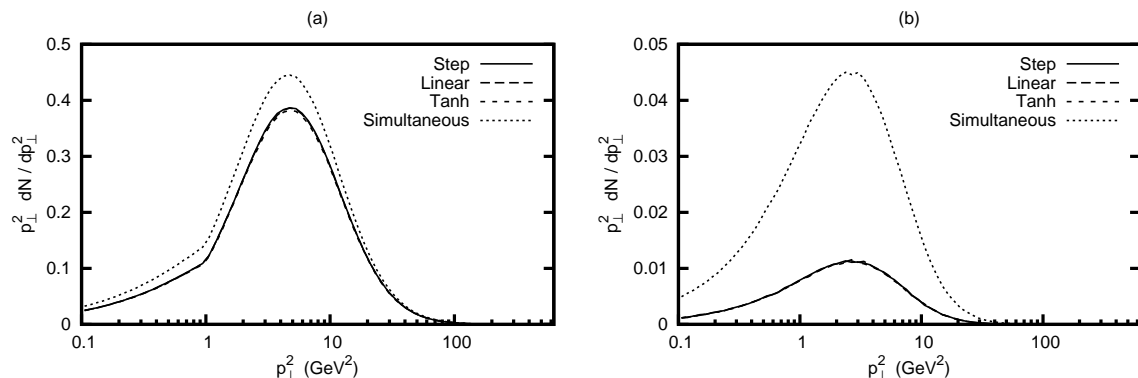 (a)
0.5
0.4
0.3
0.2
0.1
0
p⊥² dN / dp⊥²
Step
Linear
Tanh
Simultaneous
0.1 1 10 100
p⊥² (GeV²)
(b)
0.05
0.04
0.03
0.02
0.01
0
p⊥² dN / dp⊥²
Step
Linear
Tanh
Simultaneous
0.1 1 10 100
p⊥² (GeV²)